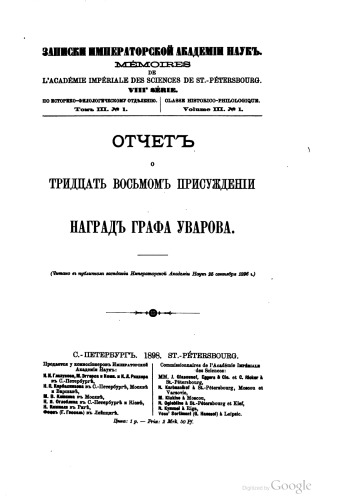 ЗАПИСКИ ИМПЕРАТОРСКОЙ АКАДЕМІИ НАУКЪ.
MÉMOIRES
DE
L'ACADÉMIE IMPÉRIALE DES SCIENCES DE ST.-PÉTERSBOURG.
VIIIᵉ SÉRIE.
ПО ИСТОРИКО-ФИЛОЛОГИЧЕСКОМУ ОТДѢЛЕНІЮ.
Томъ III. № 1.
CLASSE HISTORICO-PHILOLOGIQUE.
Volume III. № 1.
ОТЧЕТЪ
О
ТРИДЦАТЬ ВОСЬМОМЪ ПРИСУЖДЕНІИ
НАГРАДЪ ГРАФА УВАРОВА.
(Читано въ публичномъ засѣданіи Императорской Академіи Наукъ 25 сентября 1896 г.)
С.-ПЕТЕРБУРГЪ. 1898. ST.-PÉTERSBOURG.
Продается у коммиссіонеровъ Императорской
Академіи Наукъ:
И. И. Глазунова, М. Эггерса и Комп. и К. Л. Риккера
въ С.-Петербургѣ,
Н. П. Карбасникова въ С.-Петербургѣ, Москвѣ
и Варшавѣ,
М. В. Клюкина въ Москвѣ,
Н. Я. Оглоблина въ С.-Петербургѣ и Кіевѣ,
Н. Киммеля въ Ригѣ,
Фоссъ (Г. Гэссель) въ Лейпцигѣ.
Commissionnaires de l'Académie Impériale
des Sciences:
MM. J. Glasounof, Eggers & Cie. et C. Ricker à
St.-Pétersbourg,
N. Karbasnikof à St.-Pétersbourg, Moscou et
Varsovie,
M. Klukine à Moscou,
N. Oglobline à St.-Pétersbourg et Kief,
N. Kymmel à Riga,
Voss' Sortiment (G. Haessel) à Leipzic.
Цѣна: 1 р. — Prix: 2 Mrk. 50 Pf.
Digitized by Google